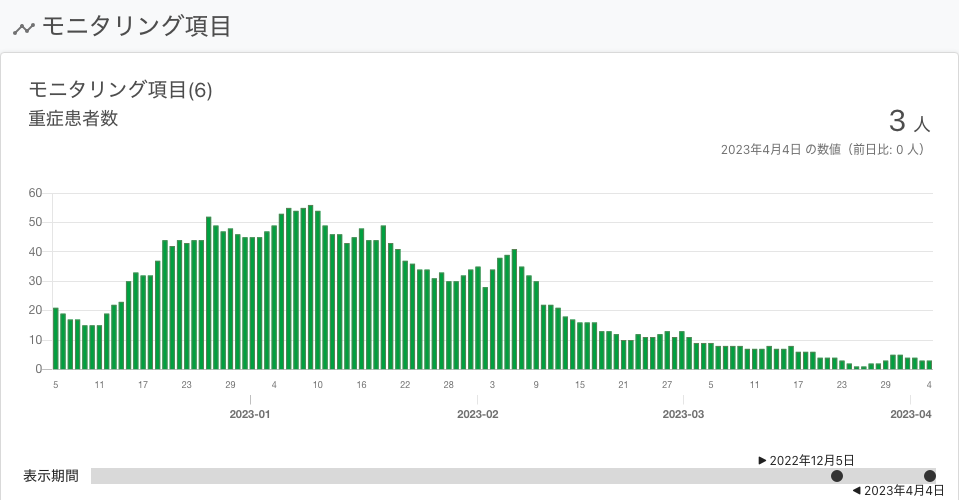 モニタリング項目
モニタリング項目(6)
重症患者数
3 人
2023年4月4日 の数値（前日比: 0 人）
60
50
40
30
20
10
0
5 11 17 23 29 4 10 16 22 28 3 9 15 21 27 5 11 17 23 29 4
2023-01 2023-02 2023-03 2023-04
▶ 2022年12月5日
表示期間
◀ 2023年4月4日